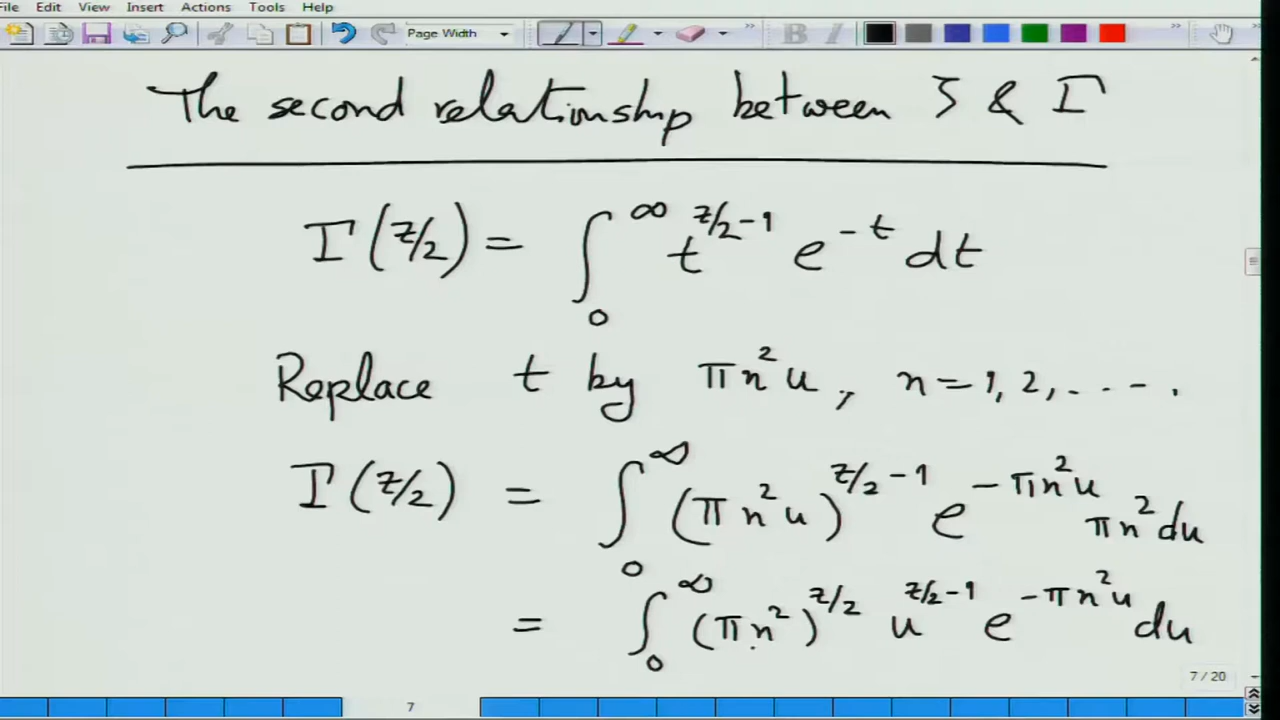 File Edit View Insert Actions Tools Help
Page Width
The second relationship between ζ & Γ
Γ(z/2) = ∫₀^∞ t^{z/2-1} e^{-t} dt
Replace t by πn²u, n=1,2,.....
Γ(z/2) = ∫₀^∞ (πn²u)^{z/2-1} e^{-πn²u} πn²du
= ∫₀^∞ (πn²)^{z/2} u^{z/2-1} e^{-πn²u} du
7 / 20
7